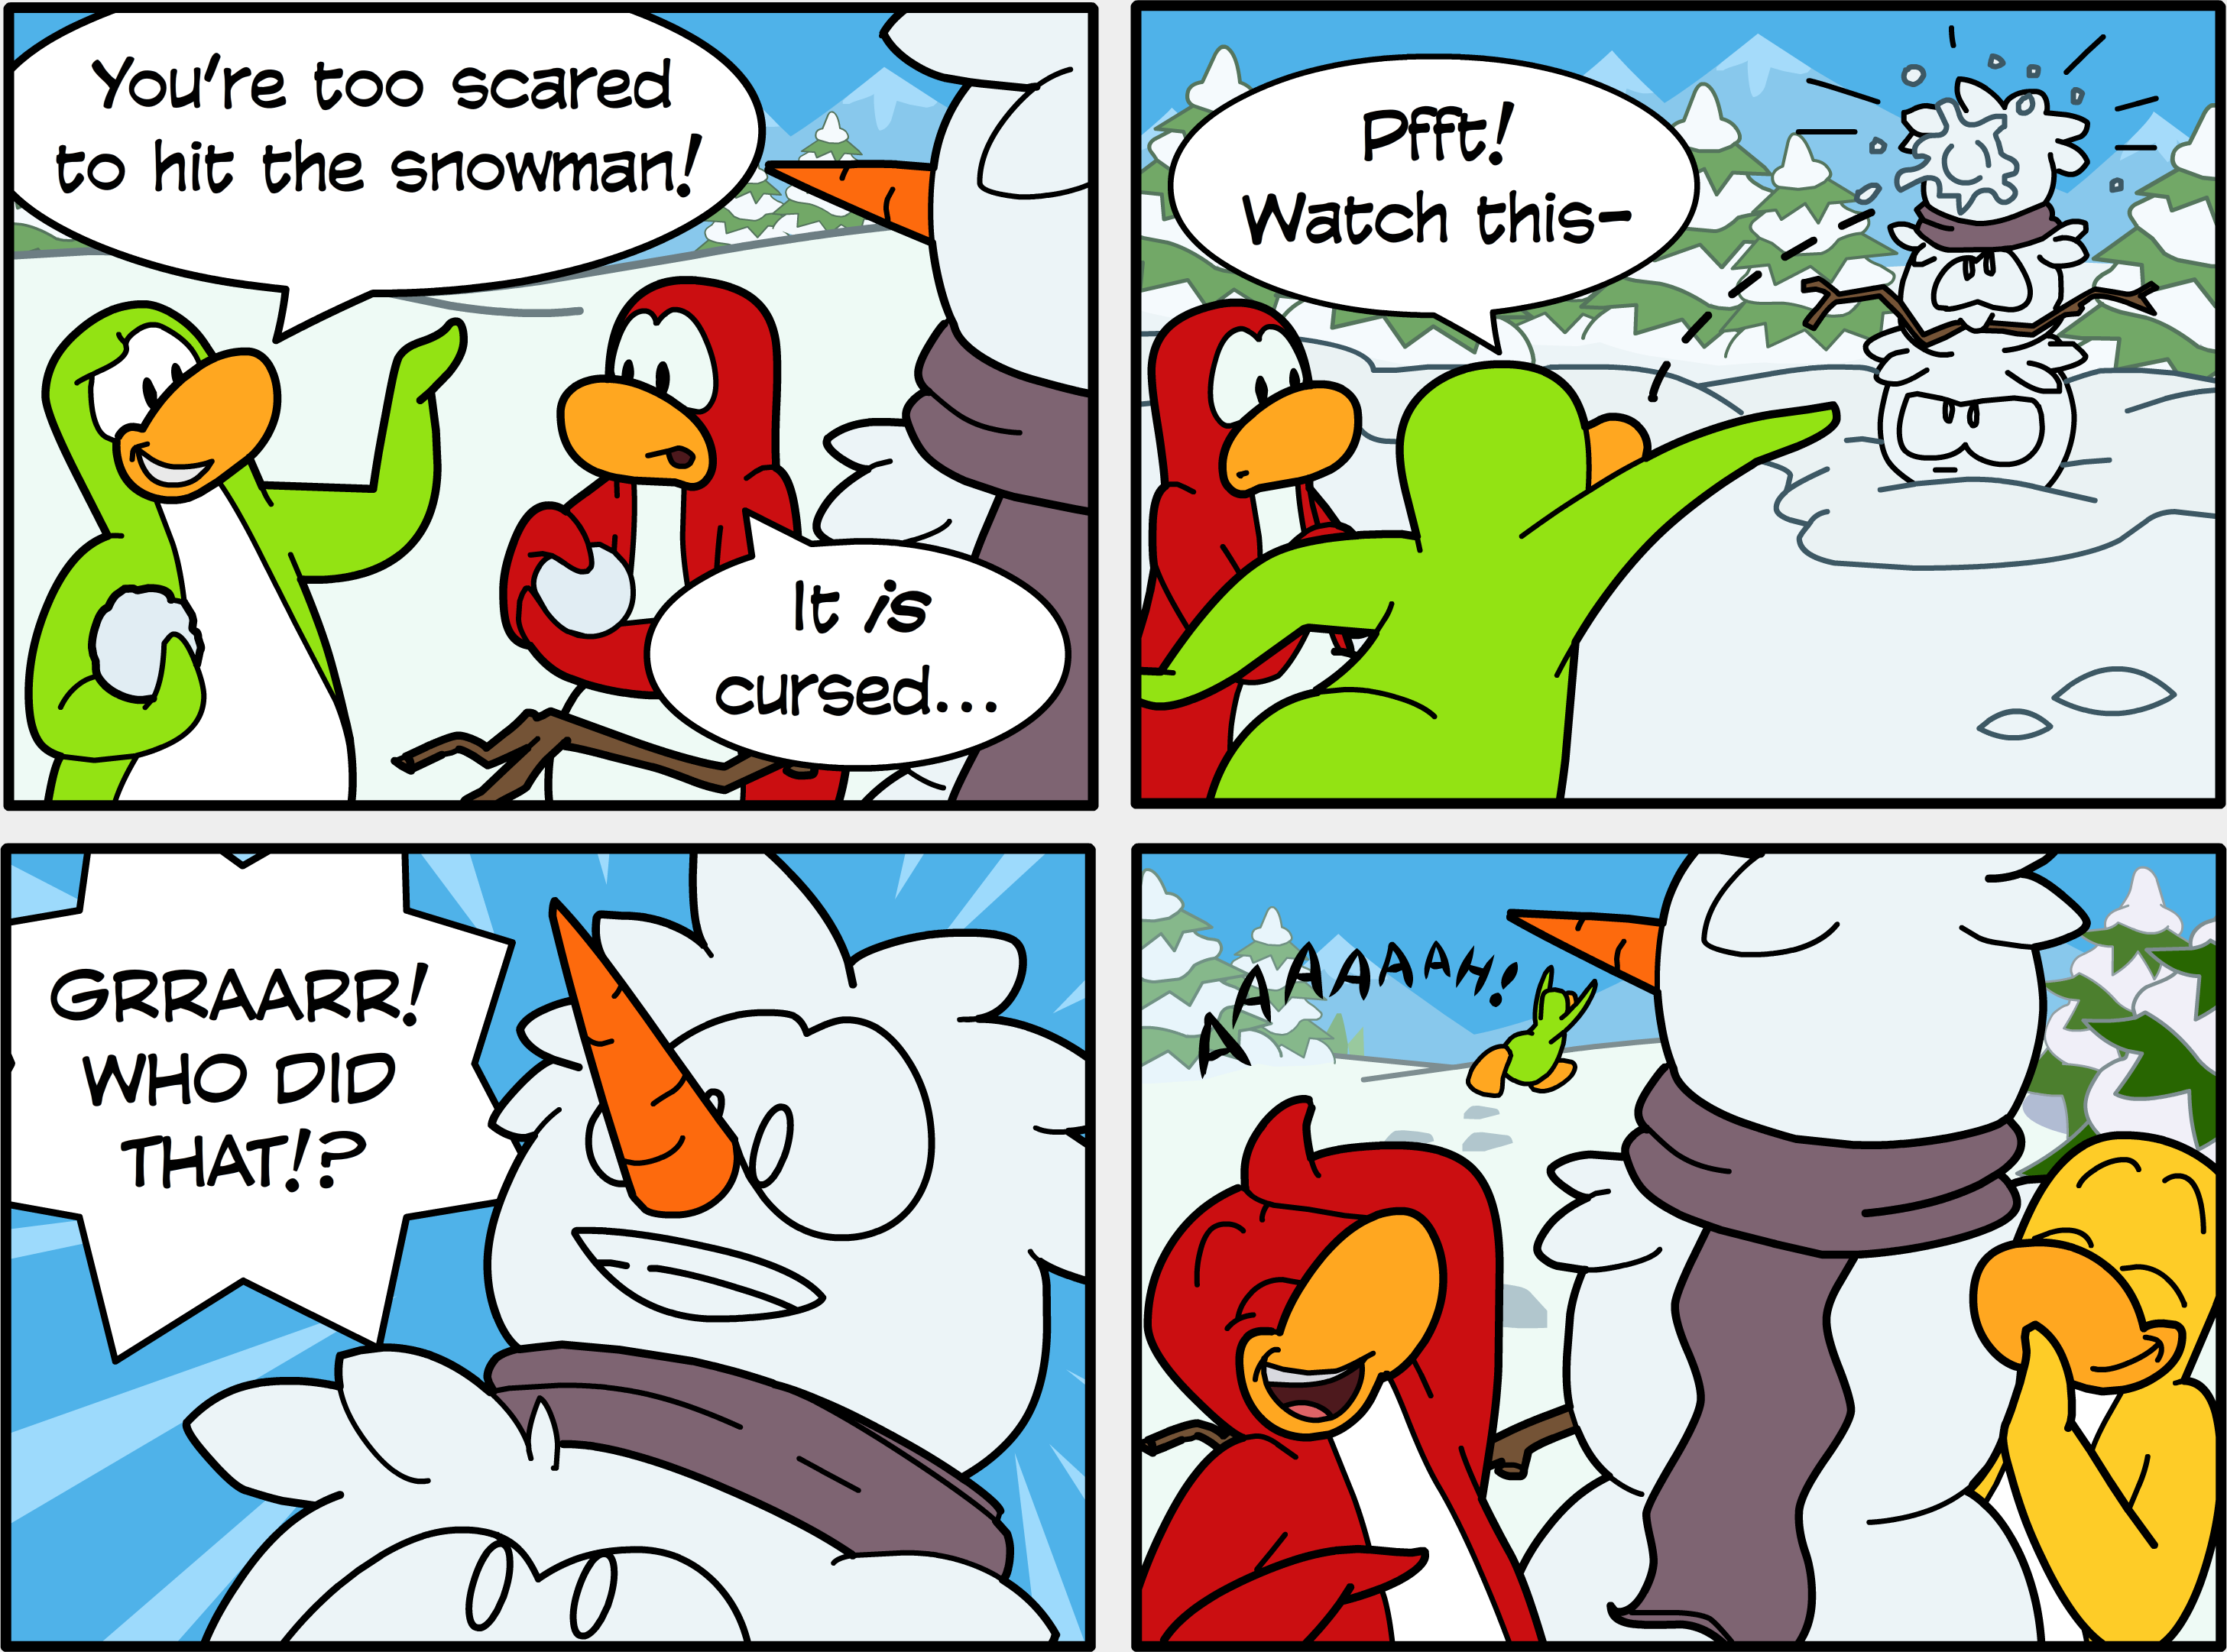 You're too scared
to hit the snowman!
It is
cursed...
Pfft!
Watch this-
GRRAARR!
WHO DID
THAT!?
AAAAAAH!